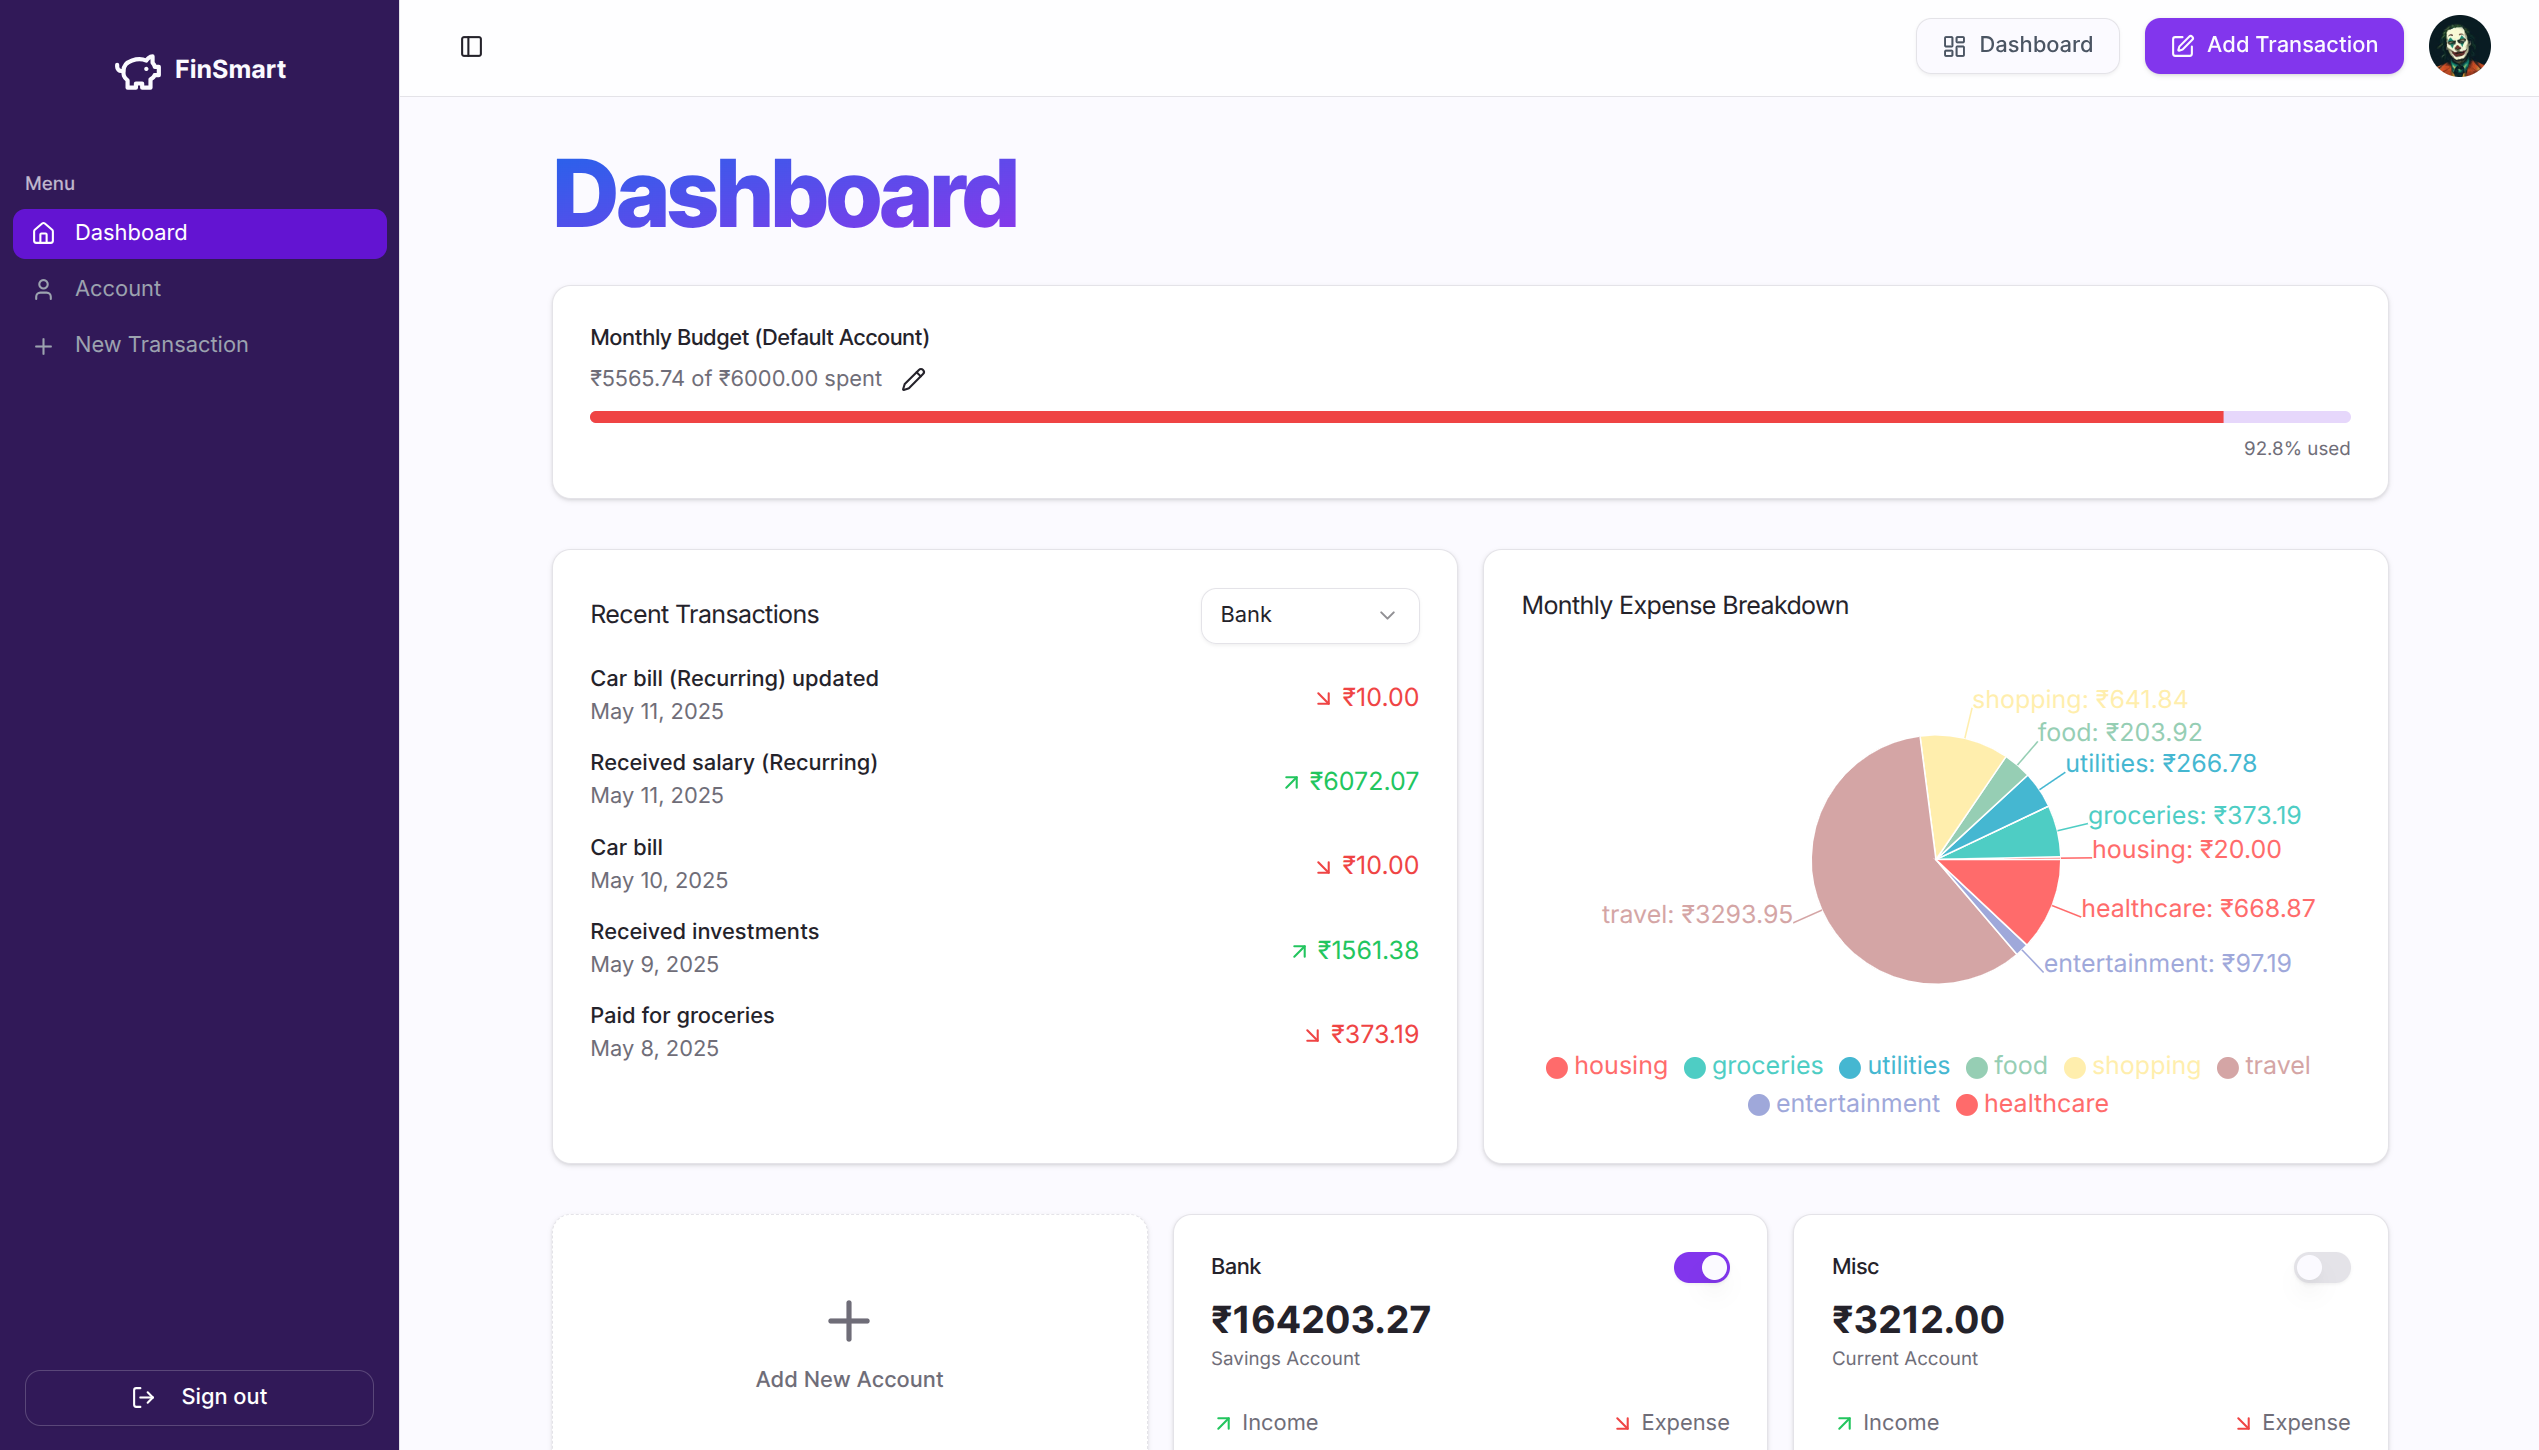 FinSmart
Menu
Dashboard
Account
New Transaction
Sign out
Dashboard
Add Transaction
Dashboard
Monthly Budget (Default Account)
₹5565.74 of ₹6000.00 spent
92.8% used
Recent Transactions
Bank
Car bill (Recurring) updated
May 11, 2025
₹10.00
Received salary (Recurring)
May 11, 2025
₹6072.07
Car bill
May 10, 2025
₹10.00
Received investments
May 9, 2025
₹1561.38
Paid for groceries
May 8, 2025
₹373.19
Monthly Expense Breakdown
shopping: ₹641.84
food: ₹203.92
utilities: ₹266.78
groceries: ₹373.19
housing: ₹20.00
healthcare: ₹668.87
travel: ₹3293.95
entertainment: ₹97.19
housing groceries utilities food shopping travel
entertainment healthcare
Add New Account
Bank
₹164203.27
Savings Account
Income Expense
Misc
₹3212.00
Current Account
Income Expense